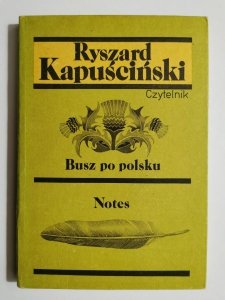 Ryszard
Kapuściński
Czytelnik
Busz po polsku
Notes